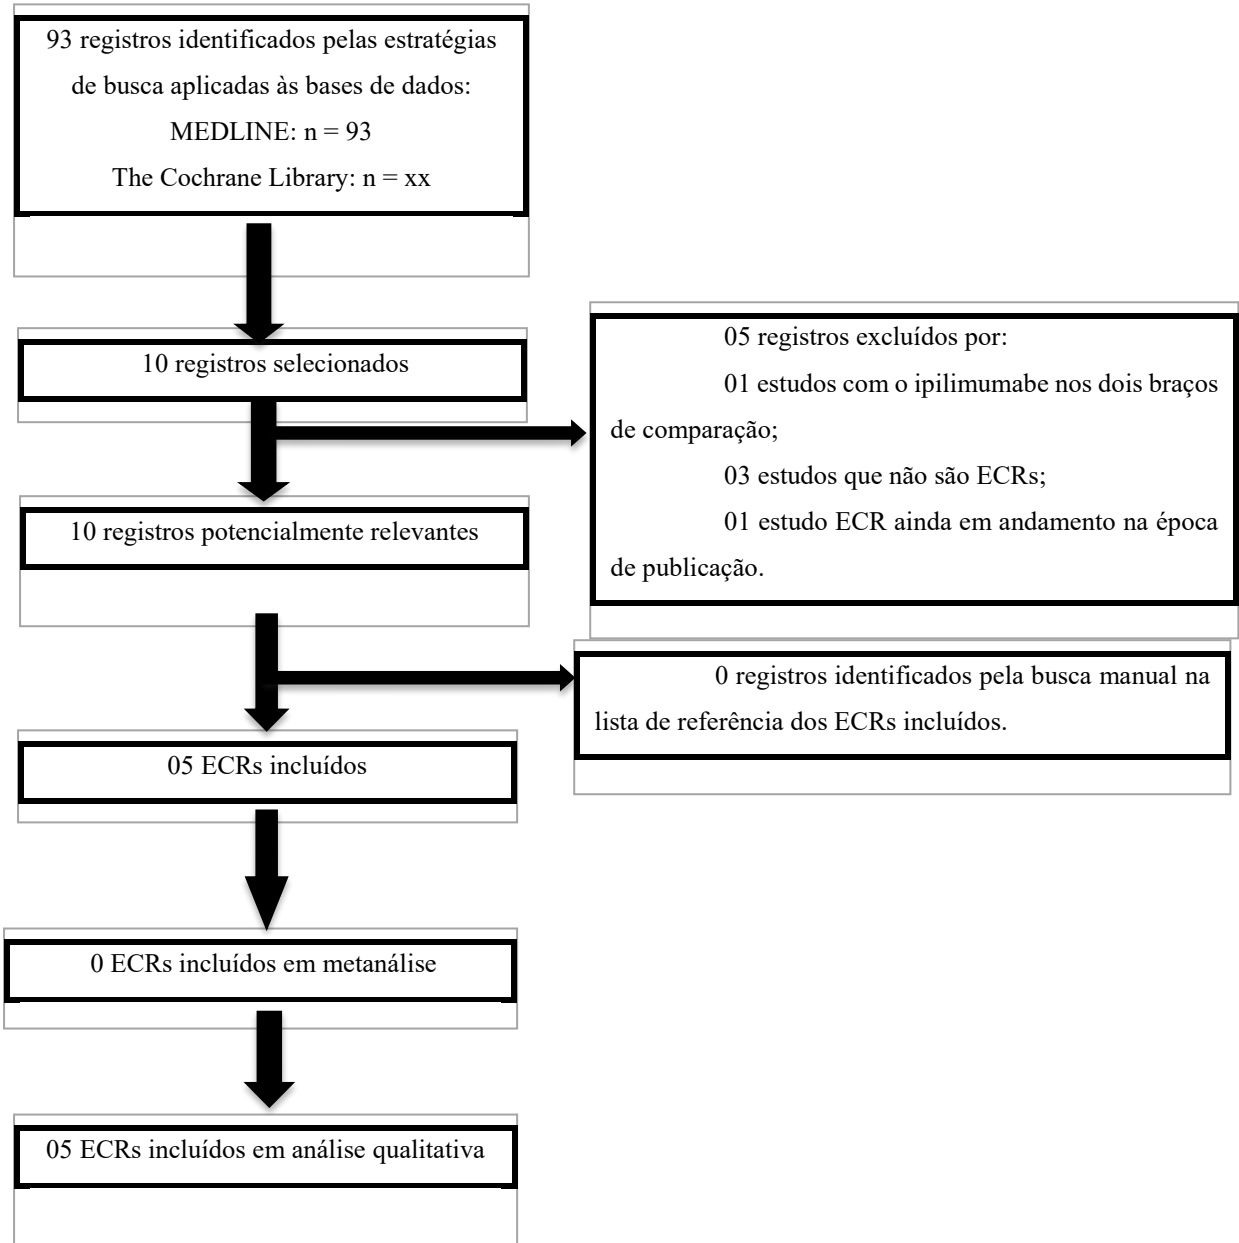 93 registros identificados pelas estratégias
de busca aplicadas às bases de dados:
MEDLINE: n = 93
The Cochrane Library: n = xx
10 registros selecionados
05 registros excluídos por:
01 estudos com o ipilimumabe nos dois braços
de comparação;
03 estudos que não são ECRs;
01 estudo ECR ainda em andamento na época
de publicação.
10 registros potencialmente relevantes
0 registros identificados pela busca manual na
lista de referência dos ECRs incluídos.
05 ECRs incluídos
0 ECRs incluídos em metanálise
05 ECRs incluídos em análise qualitativa